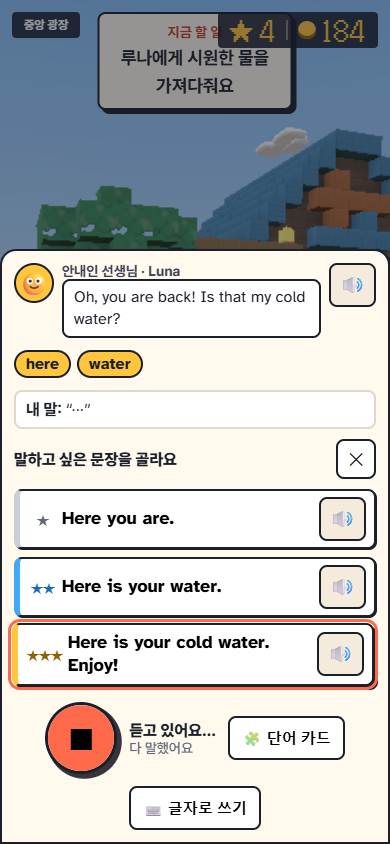 중앙 광장
지금 할 일
★ 4 184
루나에게 시원한 물을
가져다줘요
안내인 선생님 · Luna
Oh, you are back! Is that my cold
water?
here water
내 말: “…”
말하고 싶은 문장을 골라요
★ Here you are.
★★ Here is your water.
★★★ Here is your cold water.
Enjoy!
듣고 있어요…
다 말했어요
단어 카드
글자로 쓰기